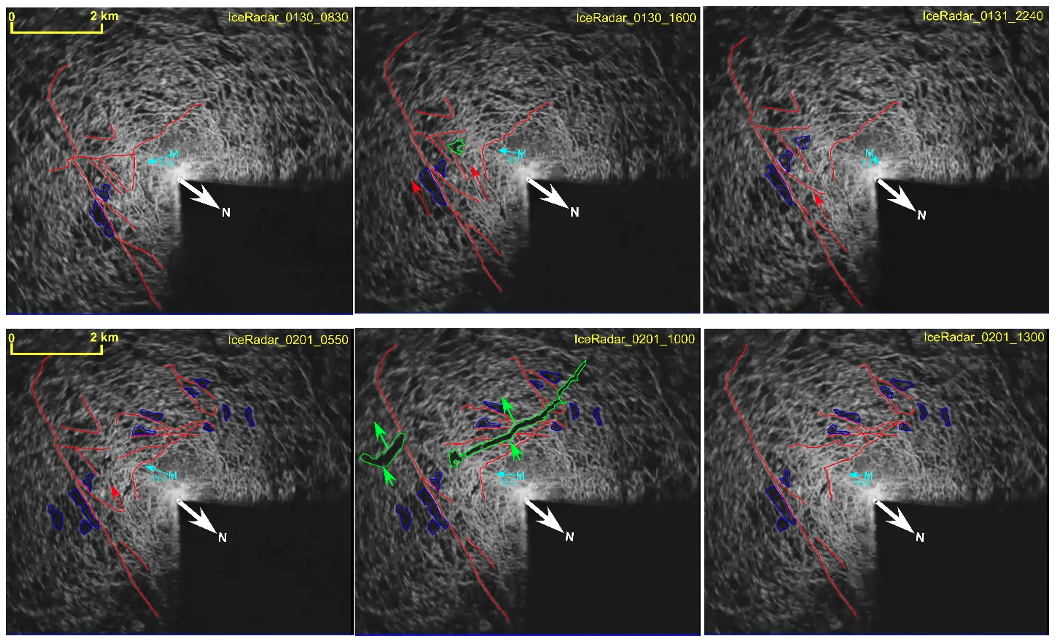 0 2 km IceRadar_0130_0830
IceRadar_0130_1600
IceRadar_0131_2240
M
N
M
N
M
N
0 2 km IceRadar_0201_0550
IceRadar_0201_1000
IceRadar_0201_1300
M
N
M
N
M
N